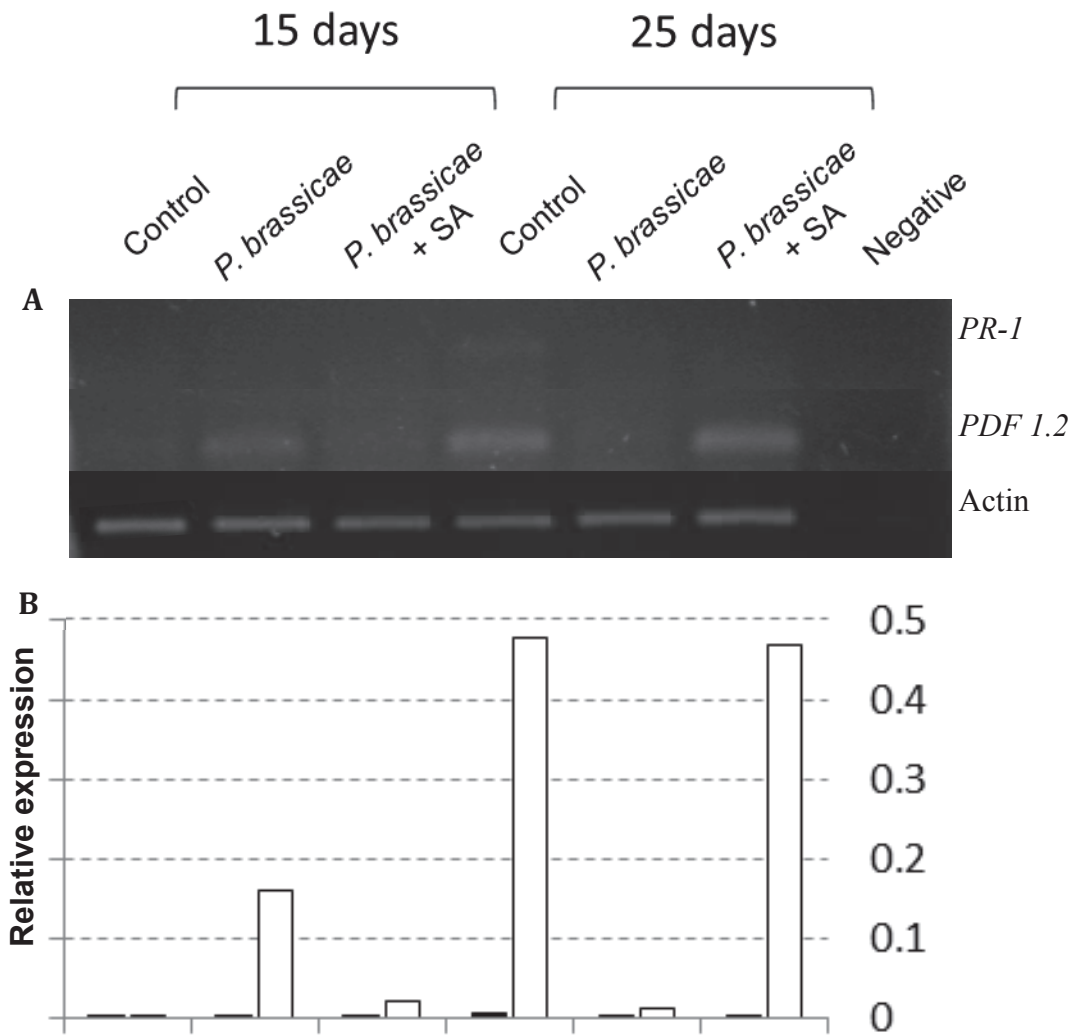 15 days
25 days
Control
P. brassicae
P. brassicae
+ SA
Control
P. brassicae
P. brassicae
+ SA
Negative
A
PR-1
PDF 1.2
Actin
B
Relative expression
0.5
0.4
0.3
0.2
0.1
0